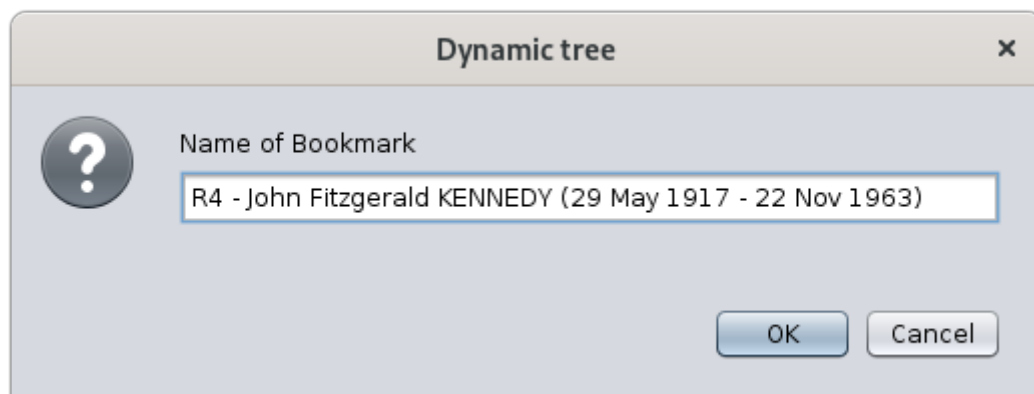 Dynamic tree
Name of Bookmark
R4 - John Fitzgerald KENNEDY (29 May 1917 - 22 Nov 1963)
OK
Cancel